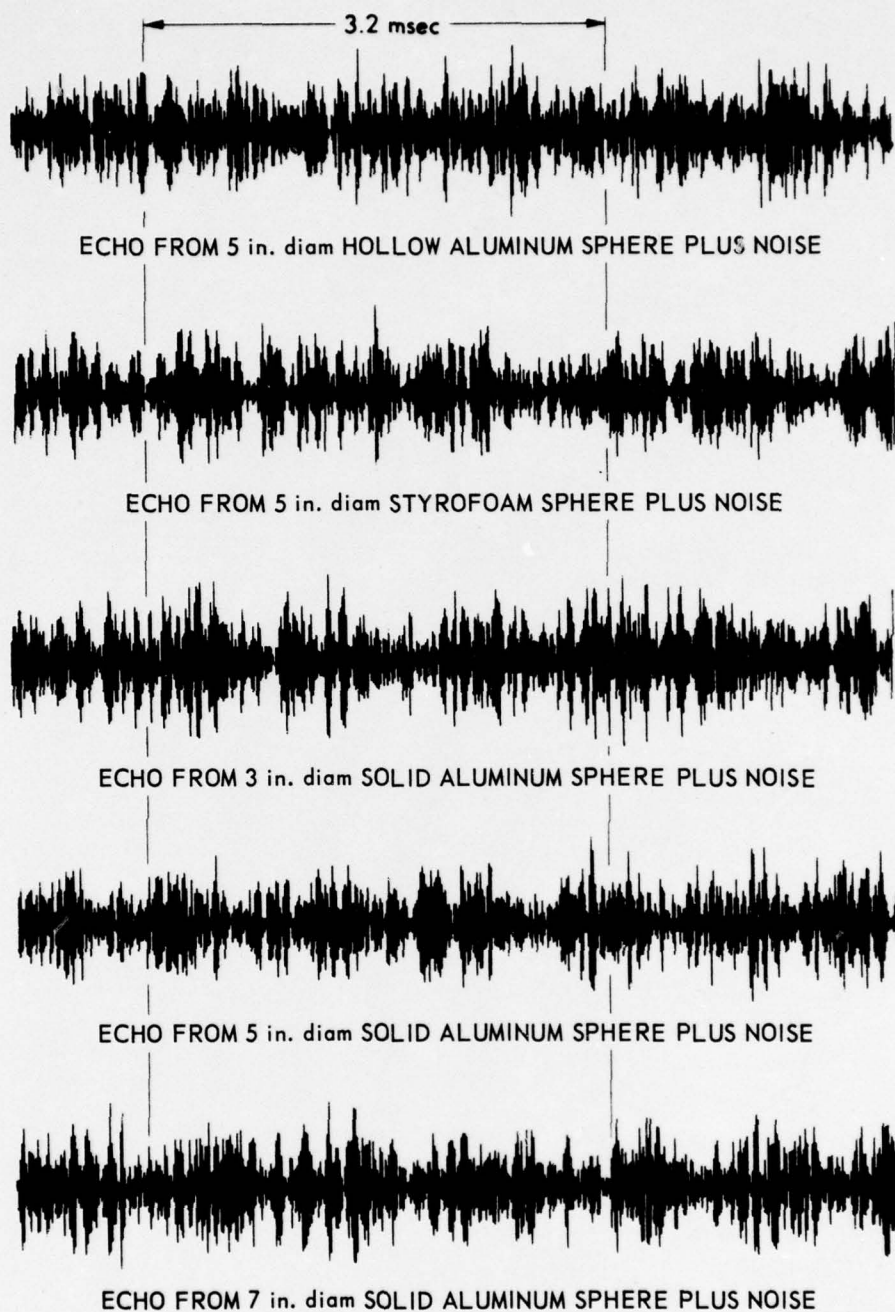 3.2 msec
ECHO FROM 5 in. diam HOLLOW ALUMINUM SPHERE PLUS NOISE
ECHO FROM 5 in. diam STYROFOAM SPHERE PLUS NOISE
ECHO FROM 3 in. diam SOLID ALUMINUM SPHERE PLUS NOISE
ECHO FROM 5 in. diam SOLID ALUMINUM SPHERE PLUS NOISE
ECHO FROM 7 in. diam SOLID ALUMINUM SPHERE PLUS NOISE